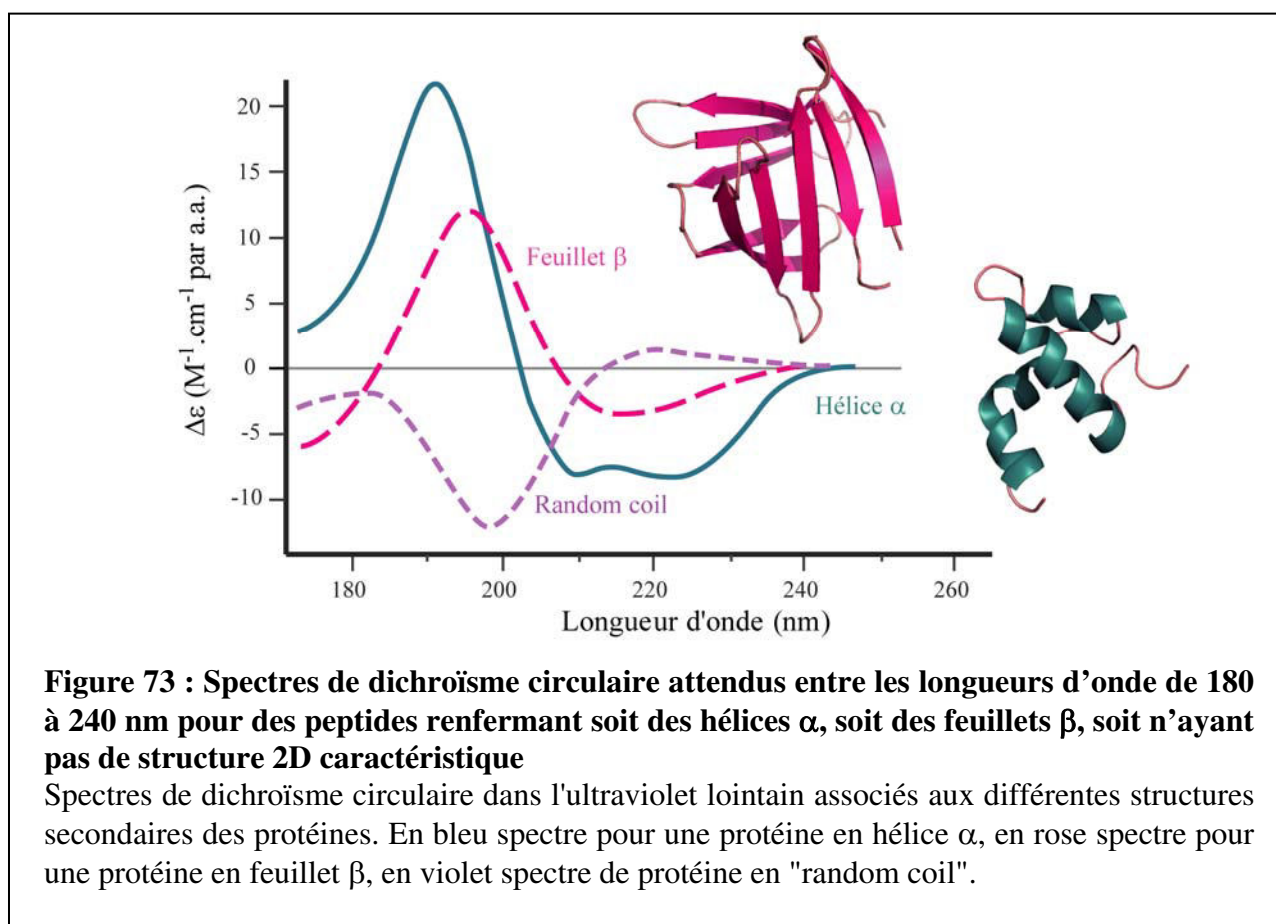 20
15
10
5
0
-5
-10
Δε (M⁻¹.cm⁻¹ par a.a.)
Feuillet β
Hélice α
Random coil
180
200
220
240
260
Longueur d'onde (nm)
Figure 73 : Spectres de dichroïsme circulaire attendus entre les longueurs d’onde de 180
à 240 nm pour des peptides renfermant soit des hélices α, soit des feuillets β, soit n’ayant
pas de structure 2D caractéristique
Spectres de dichroïsme circulaire dans l'ultraviolet lointain associés aux différentes structures
secondaires des protéines. En bleu spectre pour une protéine en hélice α, en rose spectre pour
une protéine en feuillet β, en violet spectre de protéine en "random coil".